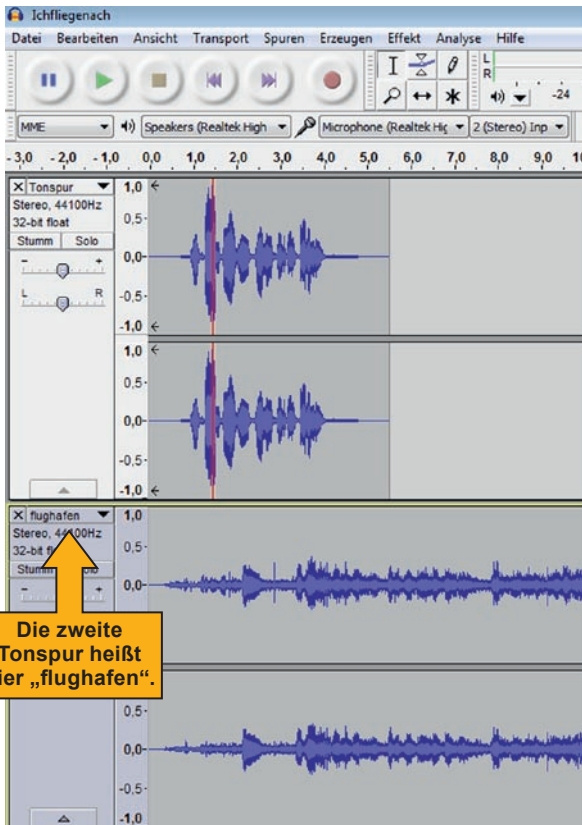 Ichfliegenach
Datei Bearbeiten Ansicht Transport Spuren Erzeugen Effekt Analyse Hilfe
L
R
-24
MME Speakers (Realtek High Microphone (Realtek Hig 2 (Stereo) Inp
-3,0 -2,0 -1,0 0,0 1,0 2,0 3,0 4,0 5,0 6,0 7,0 8,0 9,0
X Tonspur
Stereo, 44100Hz
32-bit float
Stumm Solo
- +
L R
1,0
0,5-
0,0-
-0,5-
-1,0
1,0
0,5-
0,0-
-0,5-
-1,0
X flughafen
Stereo, 44100Hz
32-bit
- +
1,0
0,5-
0,0-
Die zweite
Tonspur heißt
ier „flughafen“.
0,5-
0,0-
-0,5-
-1,0